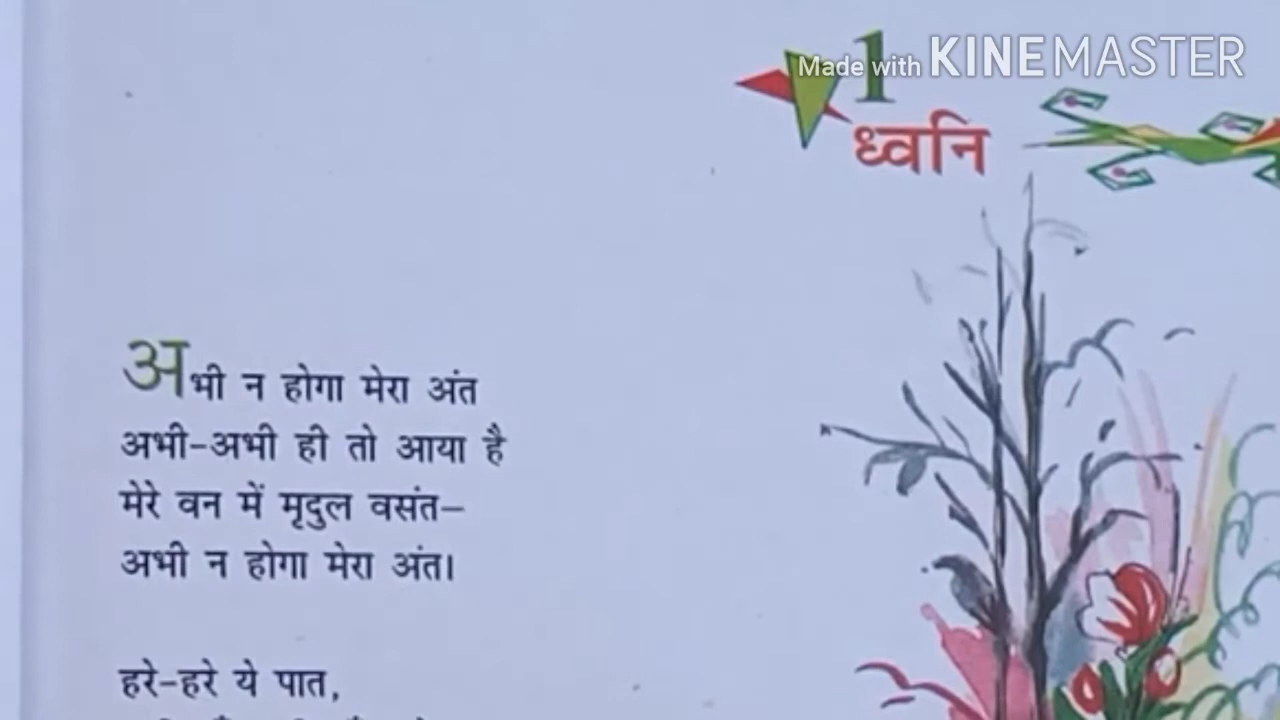 Made with KINEMASTER
1
ध्वनि
अभी न होगा मेरा अंत
अभी-अभी ही तो आया है
मेरे वन में मृदुल वसंत–
अभी न होगा मेरा अंत।
हरे-हरे ये पात,